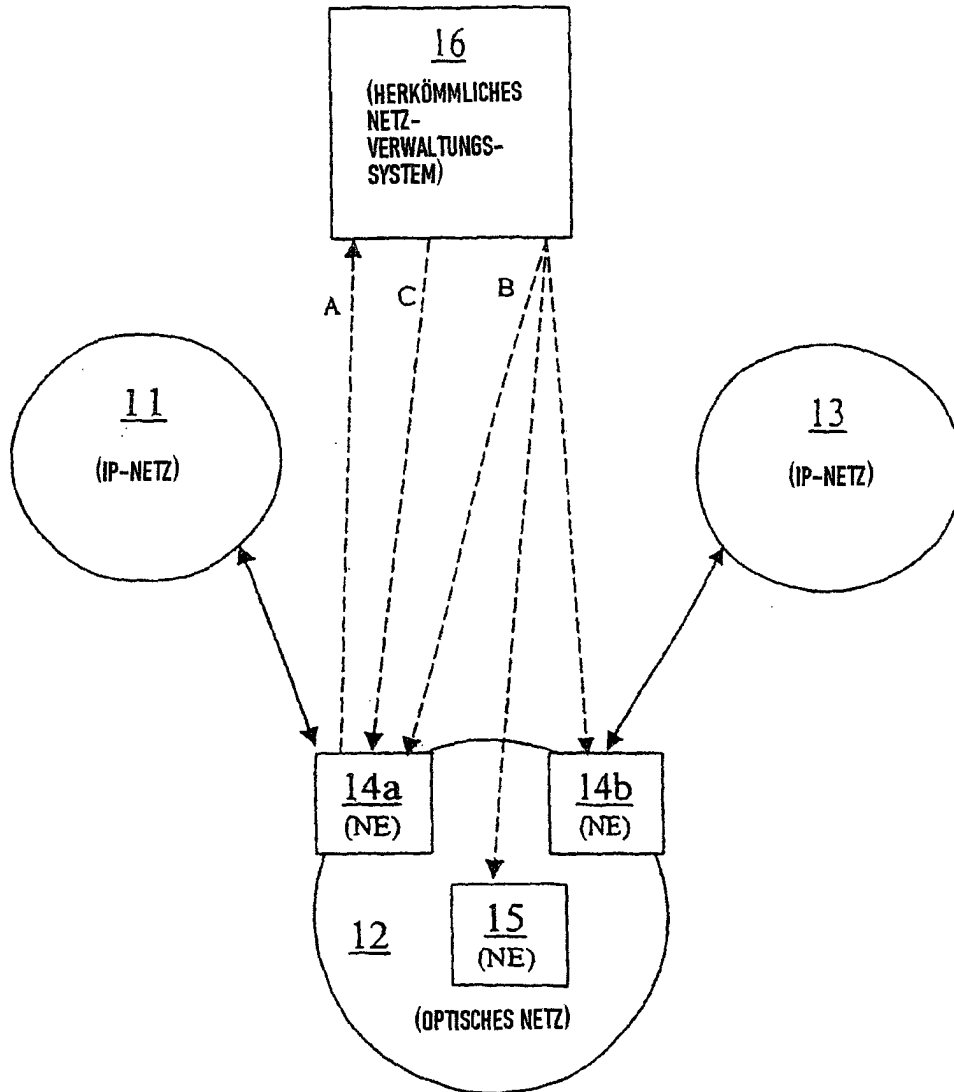 16
(HERKÖMMLICHES
NETZ-
VERWALTUNGS-
SYSTEM)
A
C
B
11
(IP-NETZ)
13
(IP-NETZ)
14a
(NE)
14b
(NE)
12
15
(NE)
(OPTISCHES NETZ)